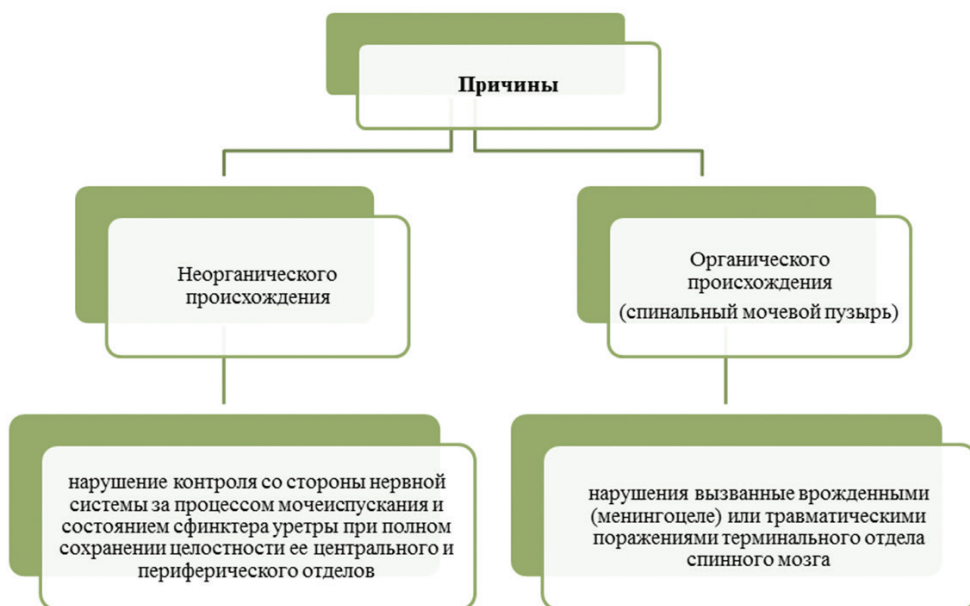 Причины
Неорганического
происхождения
Органического
происхождения
(спинальный мочевой пузырь)
нарушение контроля со стороны нервной
системы за процессом мочеиспускания и
состоянием сфинктера уретры при полном
сохранении целостности ее центрального и
периферического отделов
нарушения вызванные врожденными
(менингоцеле) или травматическими
поражениями терминального отдела
спинного мозга